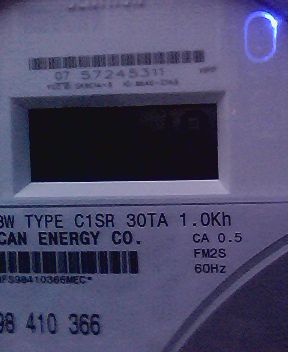 07 57245311
3W TYPE C1SR 30TA 1.0Kh
CAN ENERGY CO.
CA 0.5
FM2S
60Hz
98 410 366